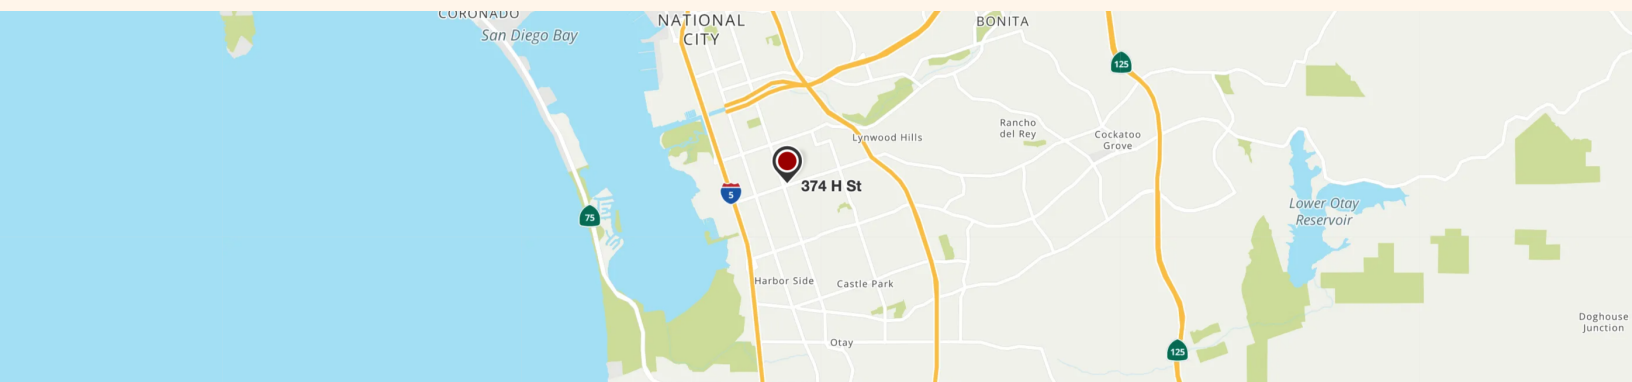 CORONADO
San Diego Bay
NATIONAL
CITY
BONITA
125
Lynwood Hills
Rancho
del Rey
Cockatoo
Grove
374 H St
5
75
Lower Otay
Reservoir
Harbor Side
Castle Park
Otay
Doghouse
Junction
125